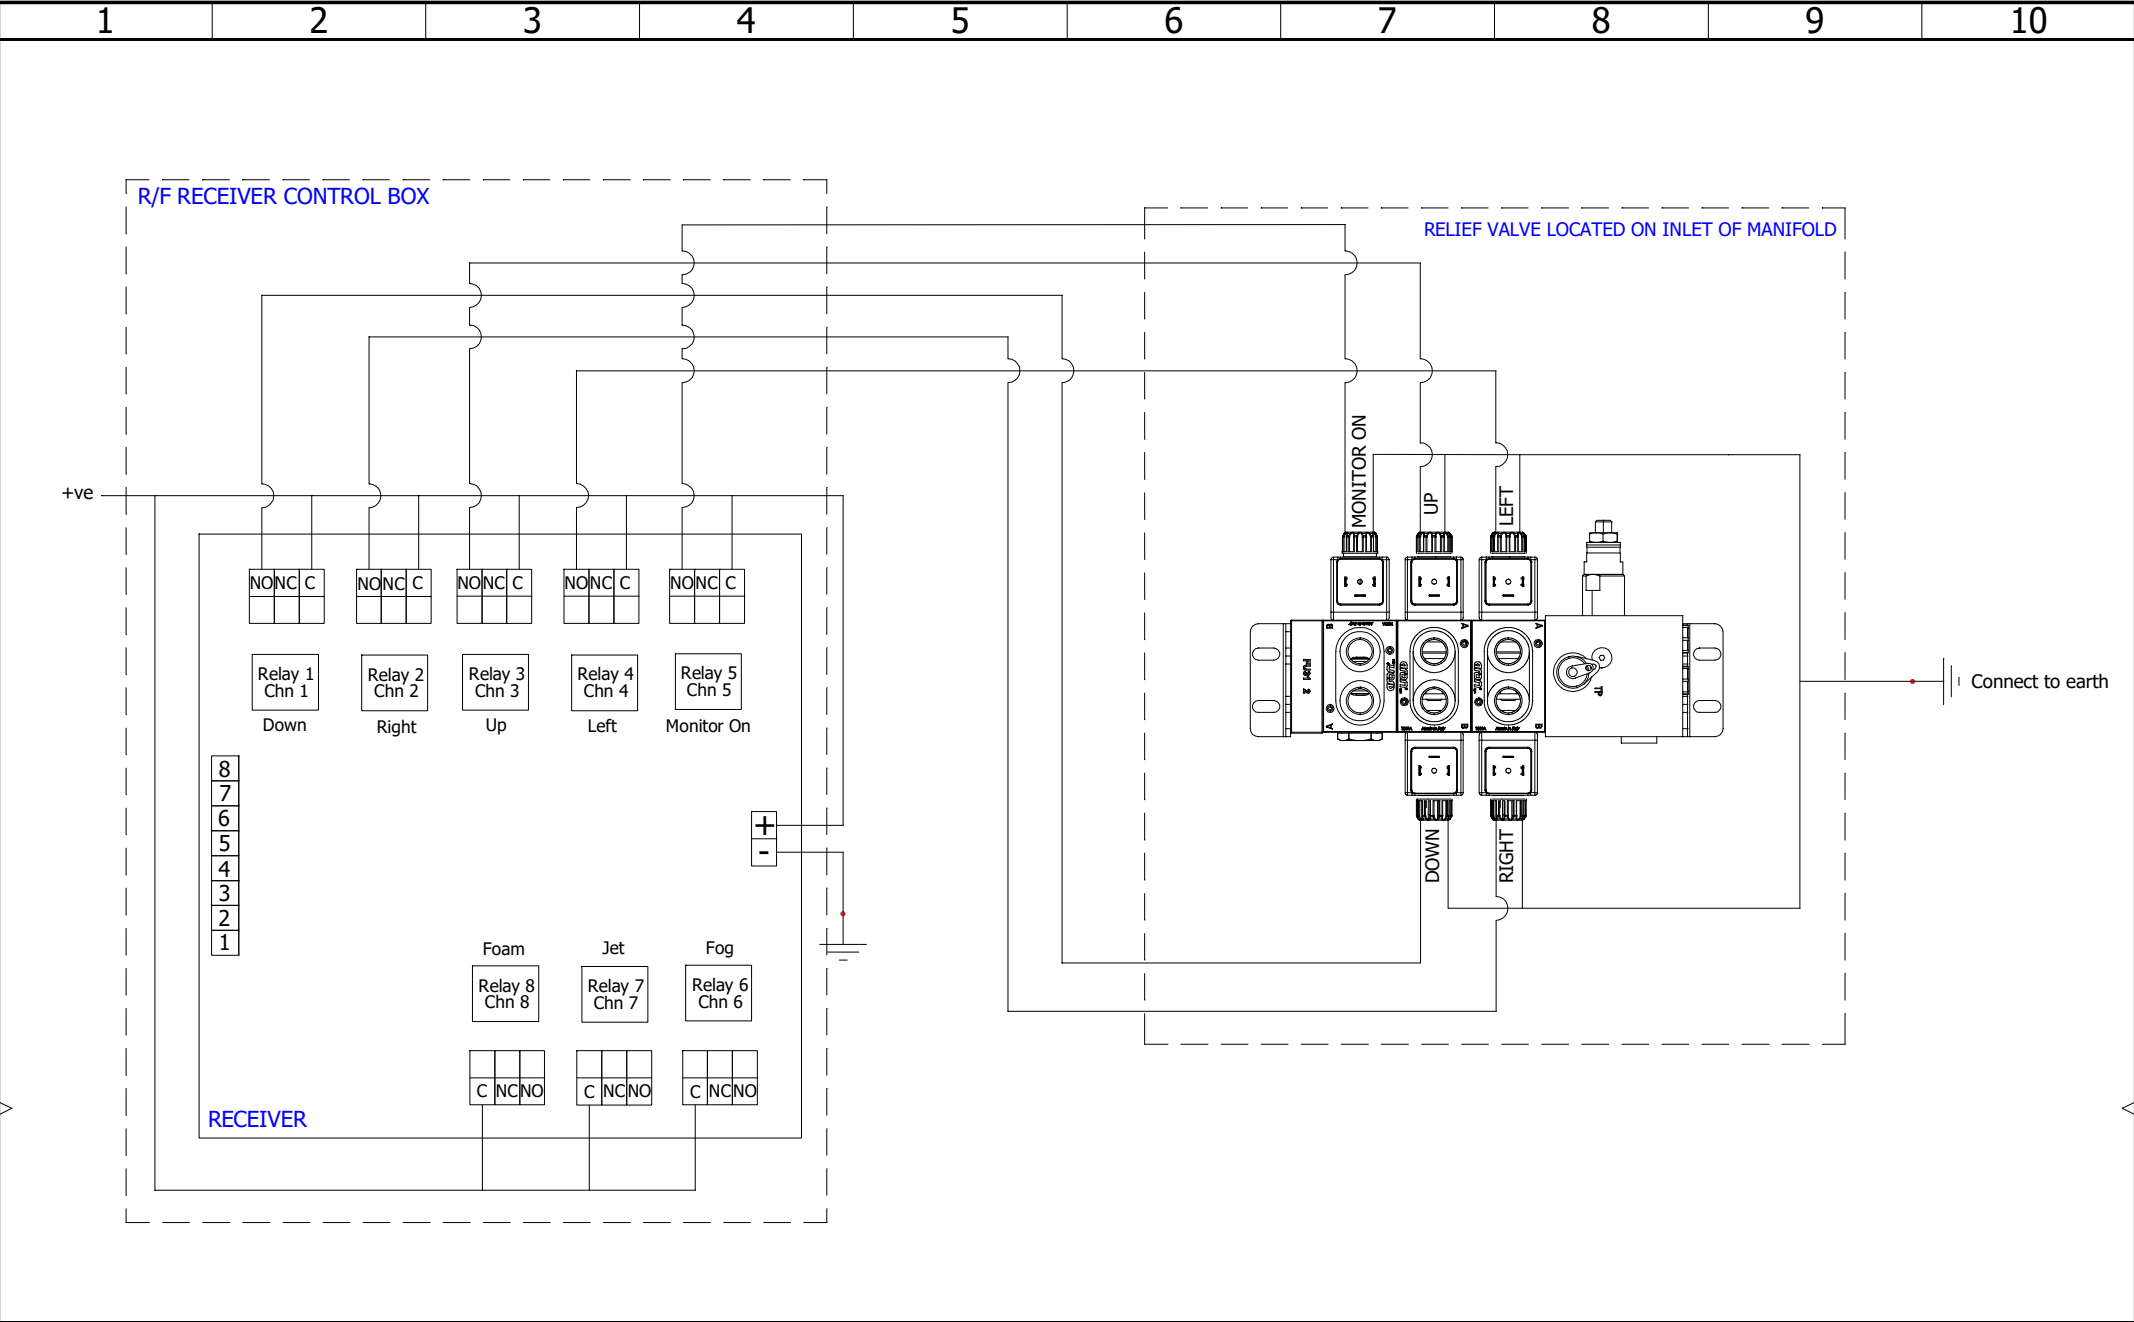 1 2 3 4 5 6 7 8 9 10
R/F RECEIVER CONTROL BOX
RELIEF VALVE LOCATED ON INLET OF MANIFOLD
+ve
MONITOR ON
UP
LEFT
NO NC C NO NC C NO NC C NO NC C NO NC C
Relay 1
Chn 1
Down
Relay 2
Chn 2
Right
Relay 3
Chn 3
Up
Relay 4
Chn 4
Left
Relay 5
Chn 5
Monitor On
B
A
A
TP
A
B
B
Connect to earth
8
7
6
5
4
3
2
1
+
-
DOWN
RIGHT
Foam
Relay 8
Chn 8
Jet
Relay 7
Chn 7
Fog
Relay 6
Chn 6
C NC NO C NC NO C NC NO
RECEIVER